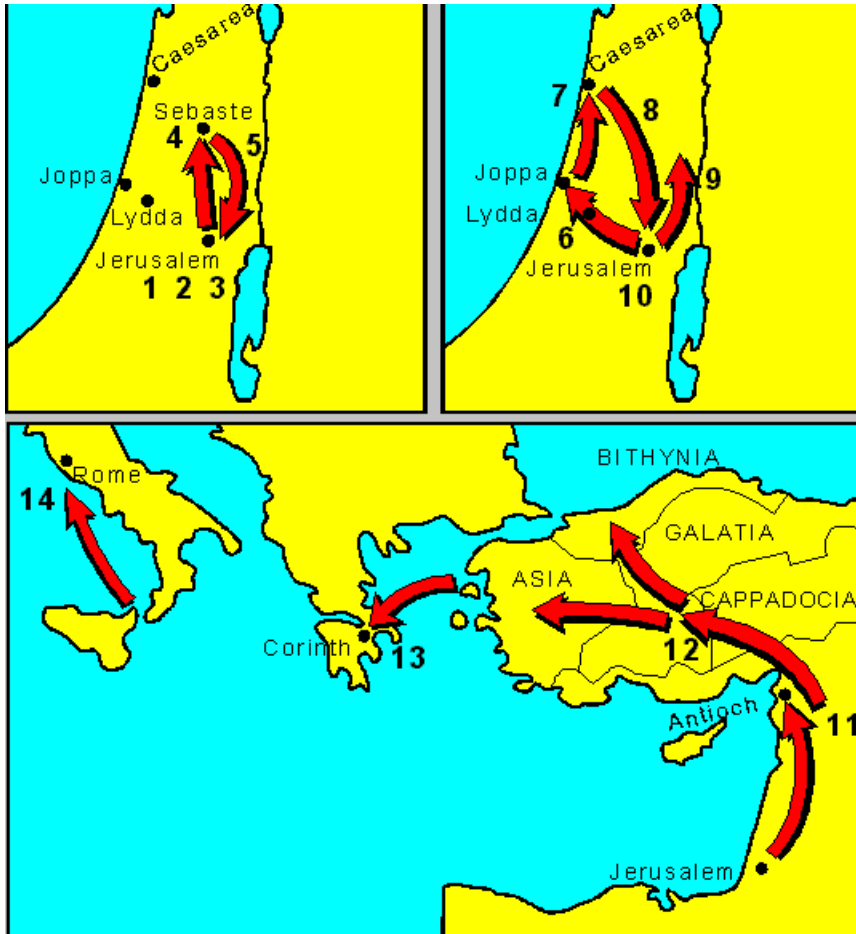 Caesarea
Sebaste
4 5
Joppa
Lydda
Jerusalem
1 2 3
Caesarea
7 8
Joppa
9
Lydda
6
Jerusalem
10
BITHYNIA
Rome
14
GALATIA
ASIA
CAPPADOCIA
Corinth
13
12
Antioch
11
Jerusalem